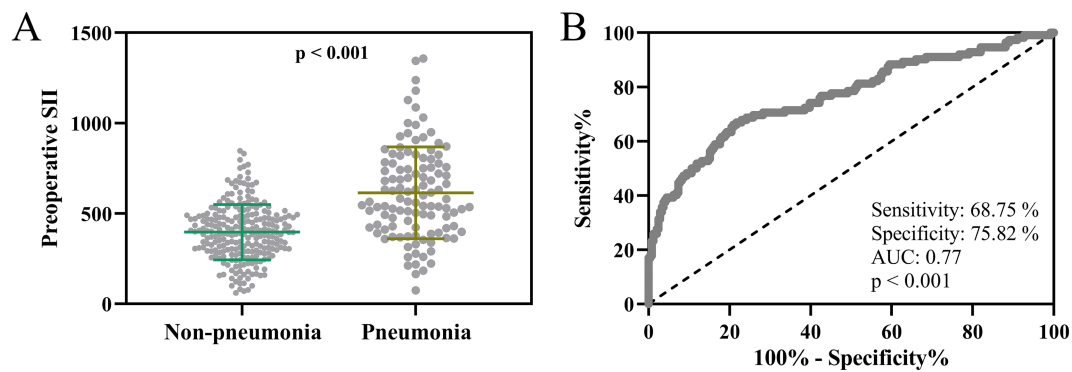 A
Preoperative SII
1500
1000
500
0
p < 0.001
Non-pneumonia
Pneumonia
B
Sensitivity%
100
80
60
40
20
0
Sensitivity: 68.75 %
Specificity: 75.82 %
AUC: 0.77
p < 0.001
0
20
40
60
80
100
100% - Specificity%